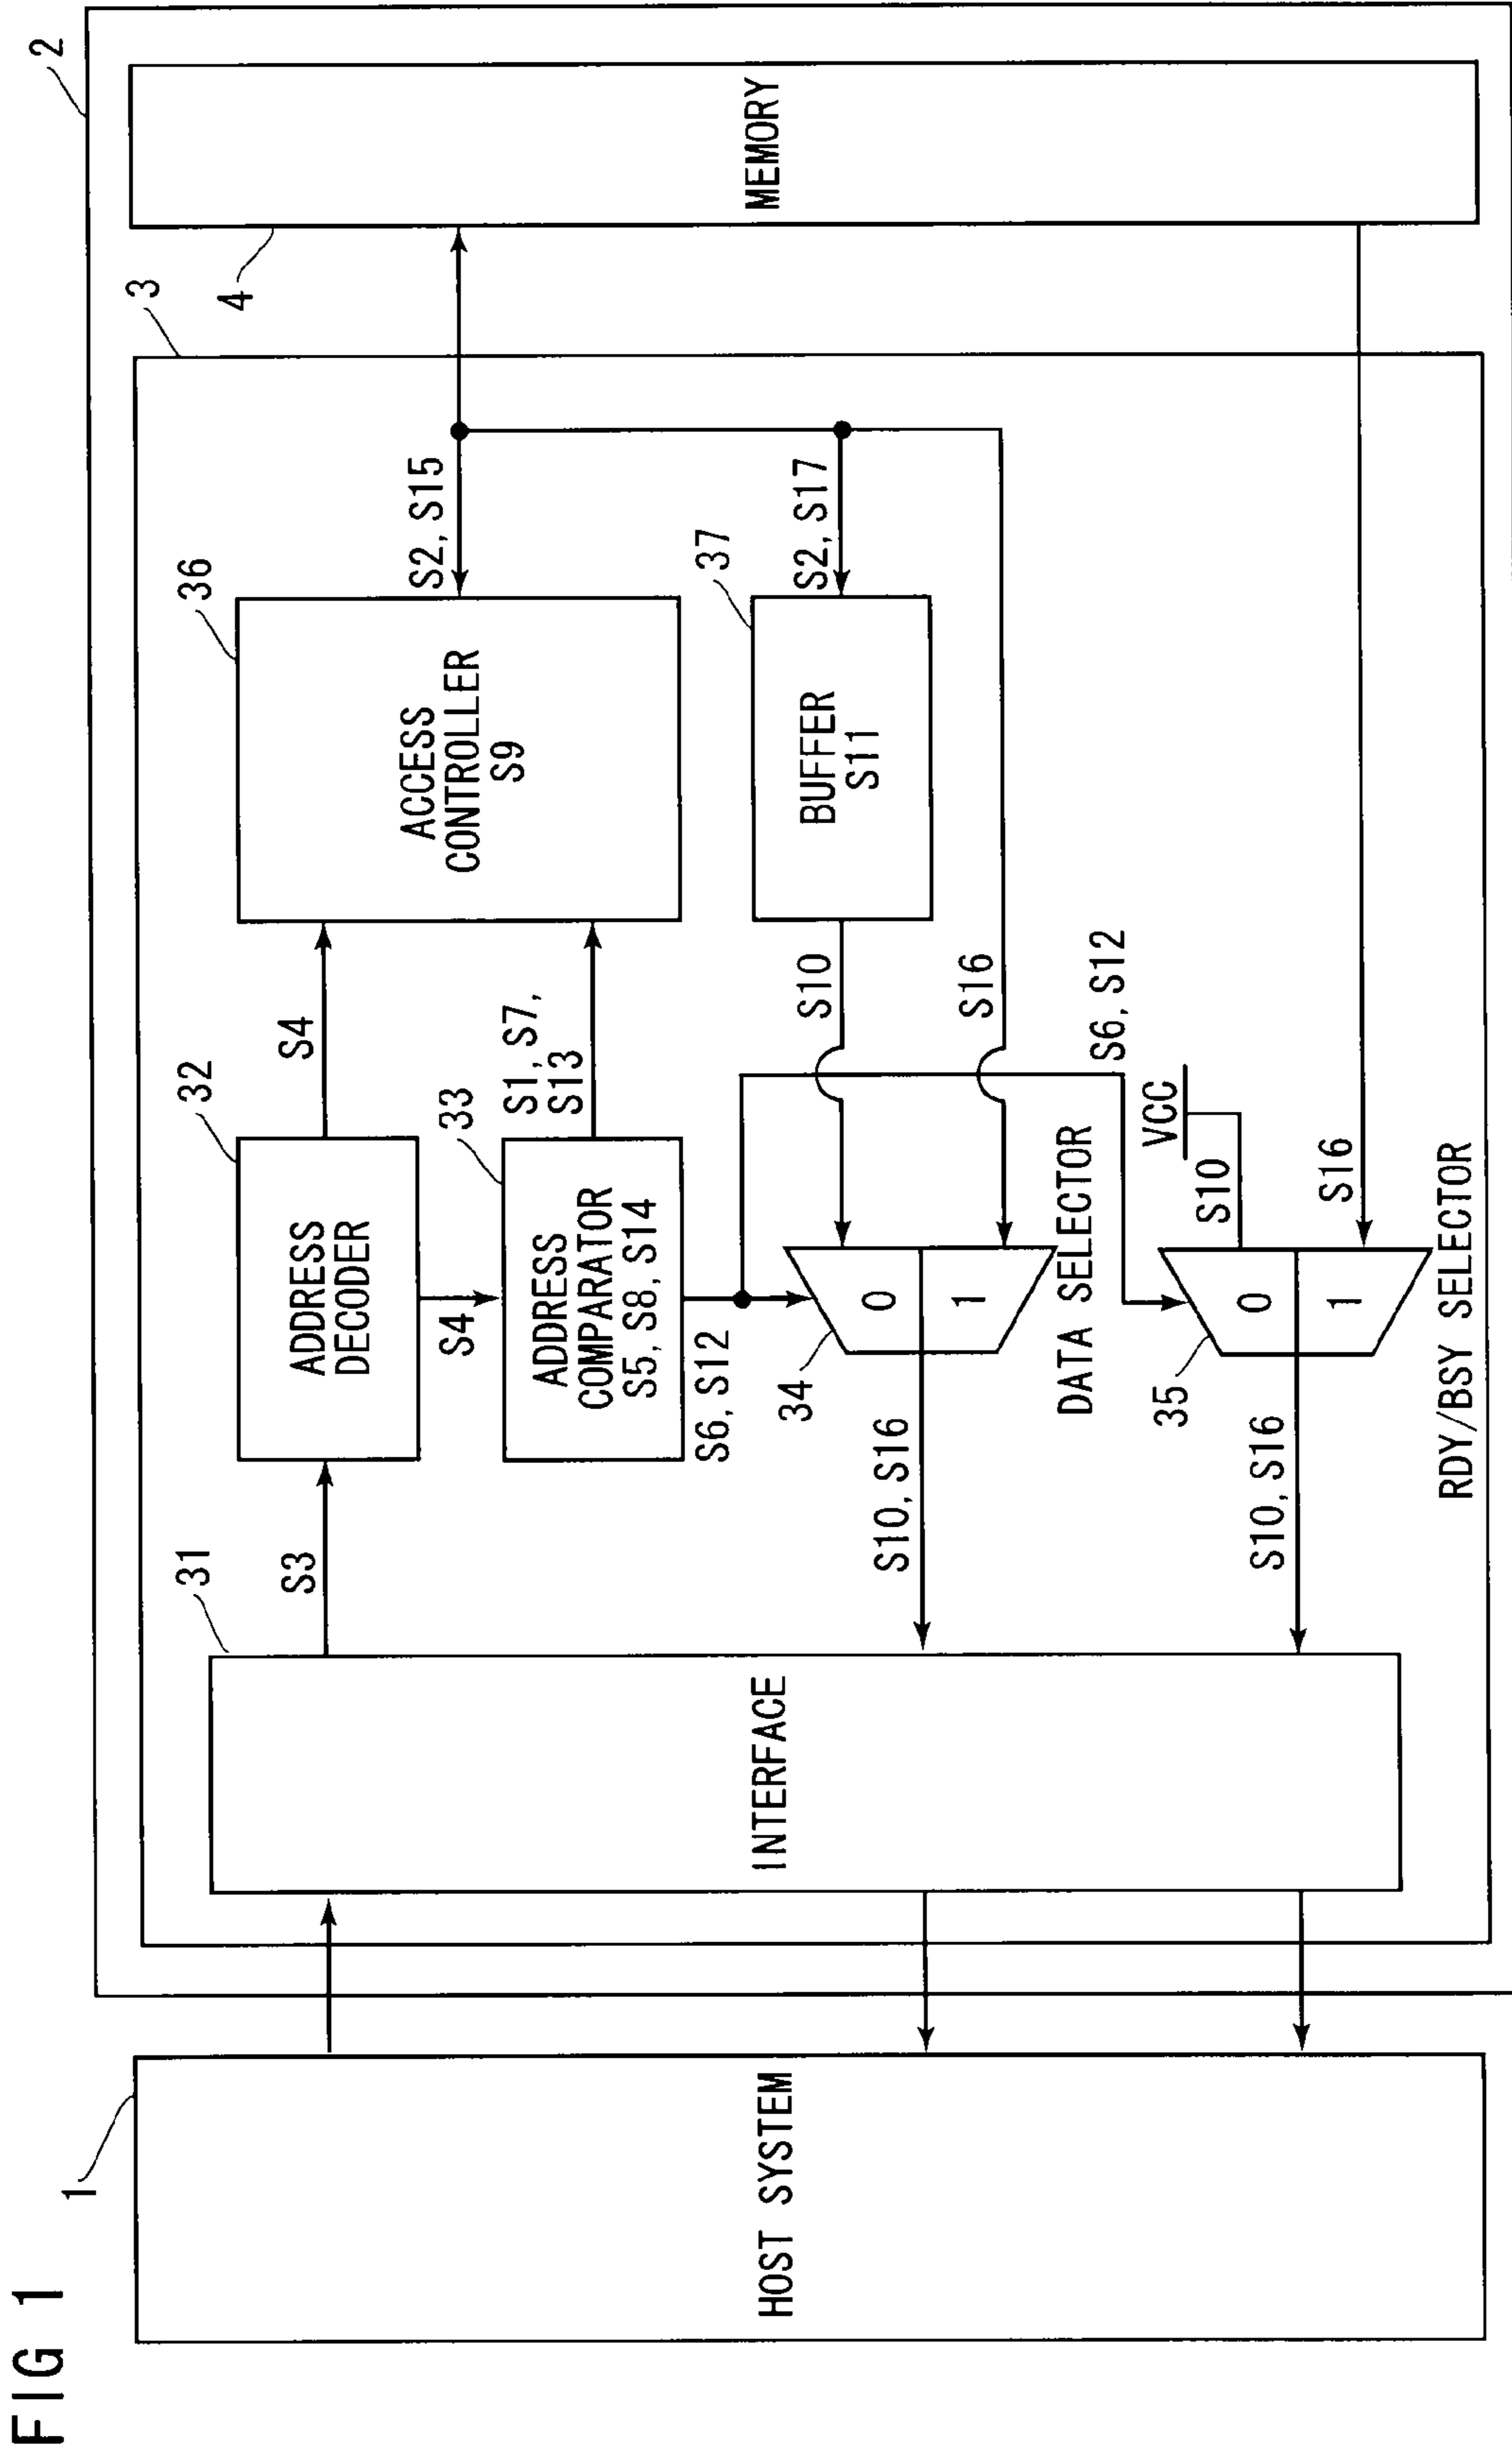 FIG 1
1
HOST SYSTEM
2
3
31
INTERFACE
S3
32
ADDRESS
DECODER
S4
S4
33
ADDRESS
COMPARATOR
S5, S8, S14
S1, S7,
S13
36
ACCESS
CONTROLLER
S9
S2, S15
4
MEMORY
S6, S12
34
0
1
DATA SELECTOR
S10, S16
S10
S16
37
BUFFER
S11
S2, S17
S6, S12
VCC
S10
S16
35
0
1
RDY/BSY SELECTOR
S10, S16